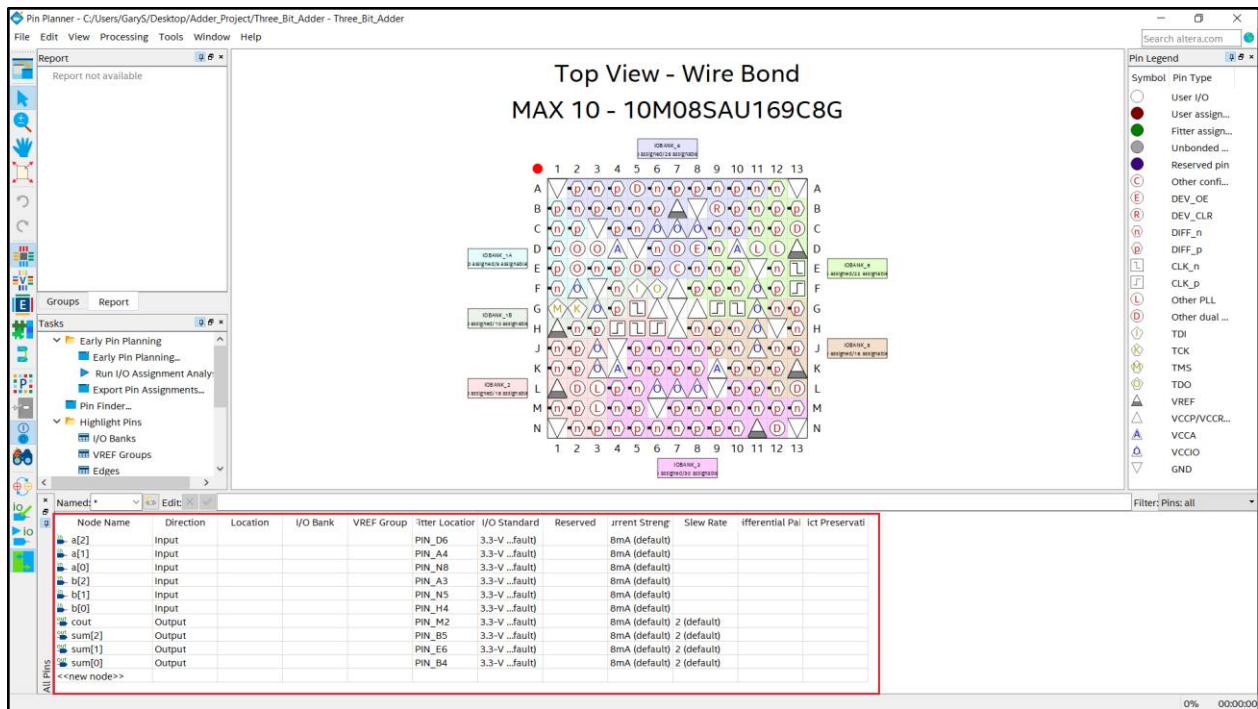 Pin Planner - C:/Users/GaryS/Desktop/Adder_Project/Three_Bit_Adder - Three_Bit_Adder
File Edit View Processing Tools Window Help
Search altera.com
Report
Report not available
Groups Report
Tasks
Early Pin Planning
Early Pin Planning...
Run I/O Assignment Analy
Export Pin Assignments...
Pin Finder...
Highlight Pins
I/O Banks
VREF Groups
Edges
Top View - Wire Bond
MAX 10 - 10M08SAU169C8G
IOBANK_8
1 2 3 4 5 6 7 8 9 10 11 12 13
A A
B B
C C
D D
E E
F F
G G
H H
J J
K K
L L
M M
N N
1 2 3 4 5 6 7 8 9 10 11 12 13
IOBANK_1A
IOBANK_1B
IOBANK_2
IOBANK_3
IOBANK_5
IOBANK_6
Pin Legend
Symbol Pin Type
User I/O
User assign...
Fitter assign...
Unbonded ...
Reserved pin
C Other confi...
E DEV_OE
R DEV_CLR
n DIFF_n
p DIFF_p
CLK_n
CLK_p
L Other PLL
D Other dual ...
I TDI
K TCK
M TMS
O TDO
VREF
VCCP/VCCR...
A VCCA
O VCCIO
GND
Named: * Edit:
Filter: Pins: all
Node Name Direction Location I/O Bank VREF Group Fitter Location I/O Standard Reserved urrent Streng Slew Rate ifferential Pai ict Preservati
a[2] Input PIN_D6 3.3-V ...fault) 8mA (default)
a[1] Input PIN_A4 3.3-V ...fault) 8mA (default)
a[0] Input PIN_N8 3.3-V ...fault) 8mA (default)
b[2] Input PIN_A3 3.3-V ...fault) 8mA (default)
b[1] Input PIN_N5 3.3-V ...fault) 8mA (default)
b[0] Input PIN_H4 3.3-V ...fault) 8mA (default)
cout Output PIN_M2 3.3-V ...fault) 8mA (default) 2 (default)
sum[2] Output PIN_B5 3.3-V ...fault) 8mA (default) 2 (default)
sum[1] Output PIN_E6 3.3-V ...fault) 8mA (default) 2 (default)
sum[0] Output PIN_B4 3.3-V ...fault) 8mA (default) 2 (default)
<<new node>>
All Pins
0% 00:00:00